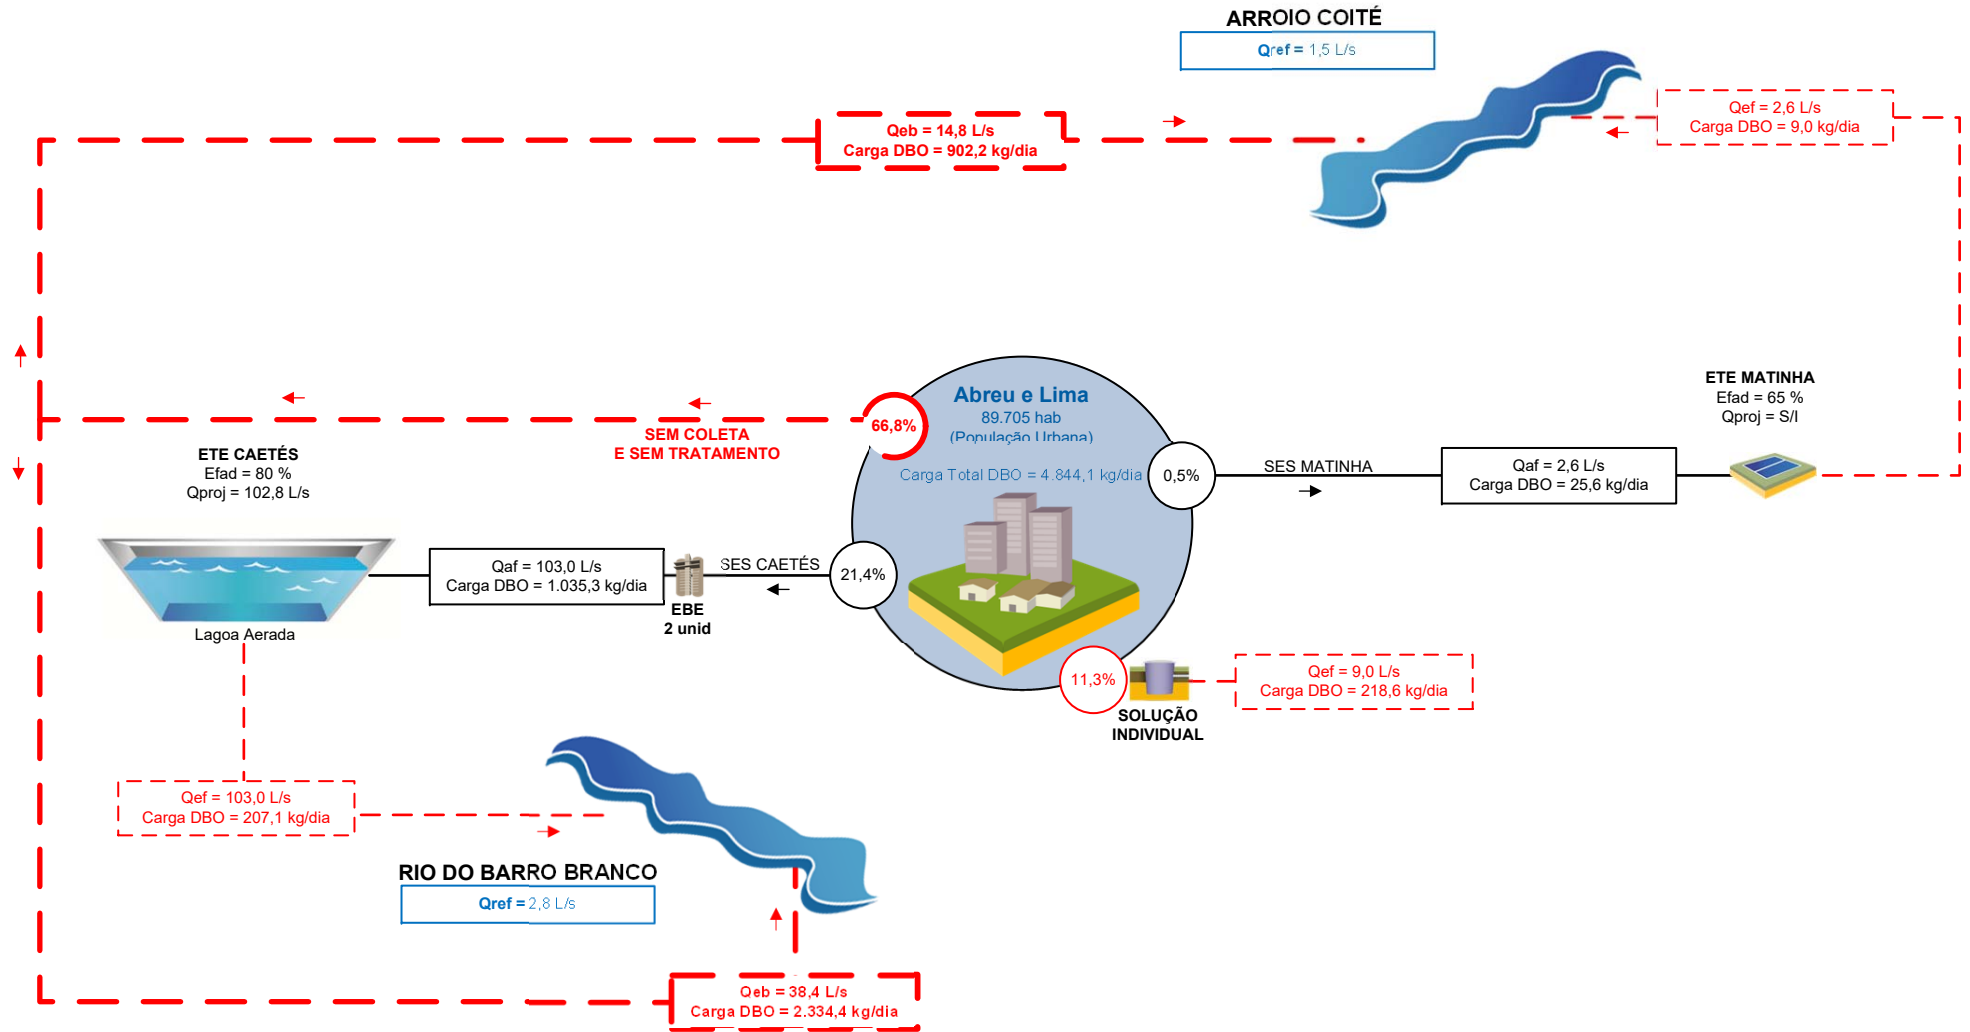 ARROIO COITÉ
Qref = 1,5 L/s
Qef = 2,6 L/s
Carga DBO = 9,0 kg/dia
Qeb = 14,8 L/s
Carga DBO = 902,2 kg/dia
ETE MATINHA
Efad = 65 %
Qproj = S/I
Abreu e Lima
89.705 hab
(População Urbana)
Carga Total DBO = 4.844,1 kg/dia
66,8%
SEM COLETA
E SEM TRATAMENTO
0,5%
SES MATINHA
Qaf = 2,6 L/s
Carga DBO = 25,6 kg/dia
ETE CAETÉS
Efad = 80 %
Qproj = 102,8 L/s
Qaf = 103,0 L/s
Carga DBO = 1.035,3 kg/dia
SES CAETÉS
21,4%
EBE
2 unid
Lagoa Aerada
11,3%
SOLUÇÃO
INDIVIDUAL
Qef = 9,0 L/s
Carga DBO = 218,6 kg/dia
Qef = 103,0 L/s
Carga DBO = 207,1 kg/dia
RIO DO BARRO BRANCO
Qref = 2,8 L/s
Qeb = 38,4 L/s
Carga DBO = 2.334,4 kg/dia